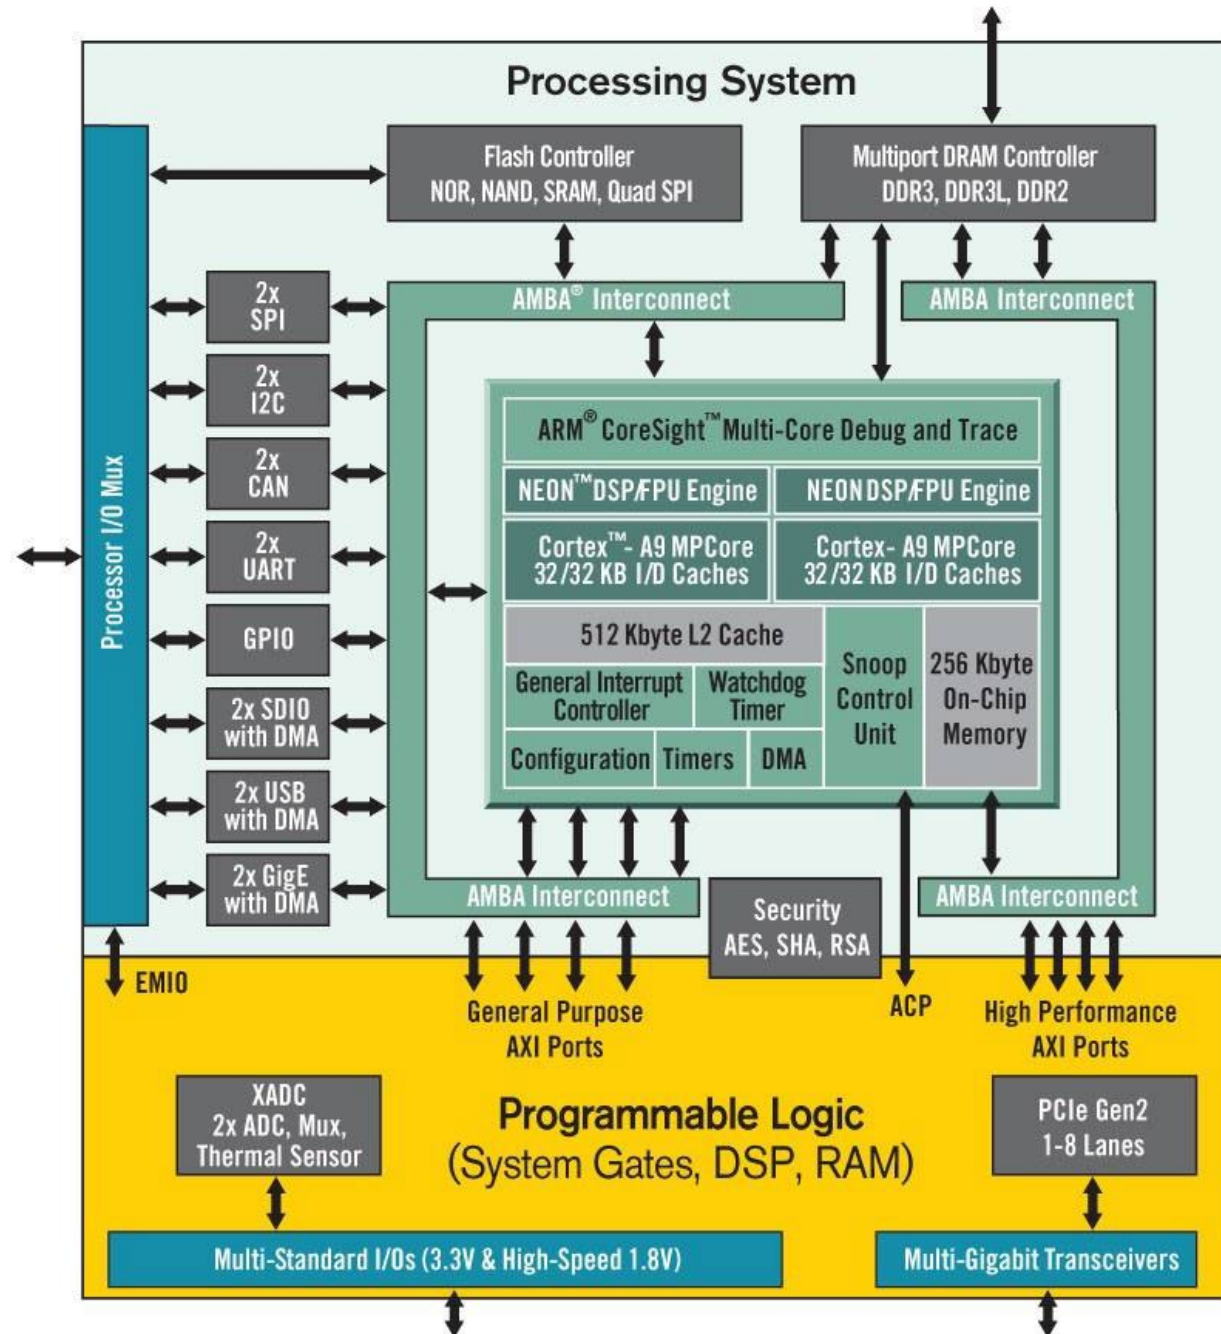 Processing System
Flash Controller
NOR, NAND, SRAM, Quad SPI
Multiport DRAM Controller
DDR3, DDR3L, DDR2
AMBA® Interconnect
AMBA Interconnect
Processor I/O Mux
2x
SPI
2x
I2C
2x
CAN
2x
UART
GPIO
2x SDIO
with DMA
2x USB
with DMA
2x GigE
with DMA
ARM® CoreSight™ Multi-Core Debug and Trace
NEON™ DSP/FPU Engine
NEON DSP/FPU Engine
Cortex™- A9 MPCore
32/32 KB I/D Caches
Cortex- A9 MPCore
32/32 KB I/D Caches
512 Kbyte L2 Cache
General Interrupt
Controller
Watchdog
Timer
Configuration
Timers
DMA
Snoop
Control
Unit
256 Kbyte
On-Chip
Memory
AMBA Interconnect
Security
AES, SHA, RSA
AMBA Interconnect
EMIO
General Purpose
AXI Ports
ACP
High Performance
AXI Ports
XADC
2x ADC, Mux,
Thermal Sensor
Programmable Logic
(System Gates, DSP, RAM)
PCIe Gen2
1-8 Lanes
Multi-Standard I/Os (3.3V & High-Speed 1.8V)
Multi-Gigabit Transceivers